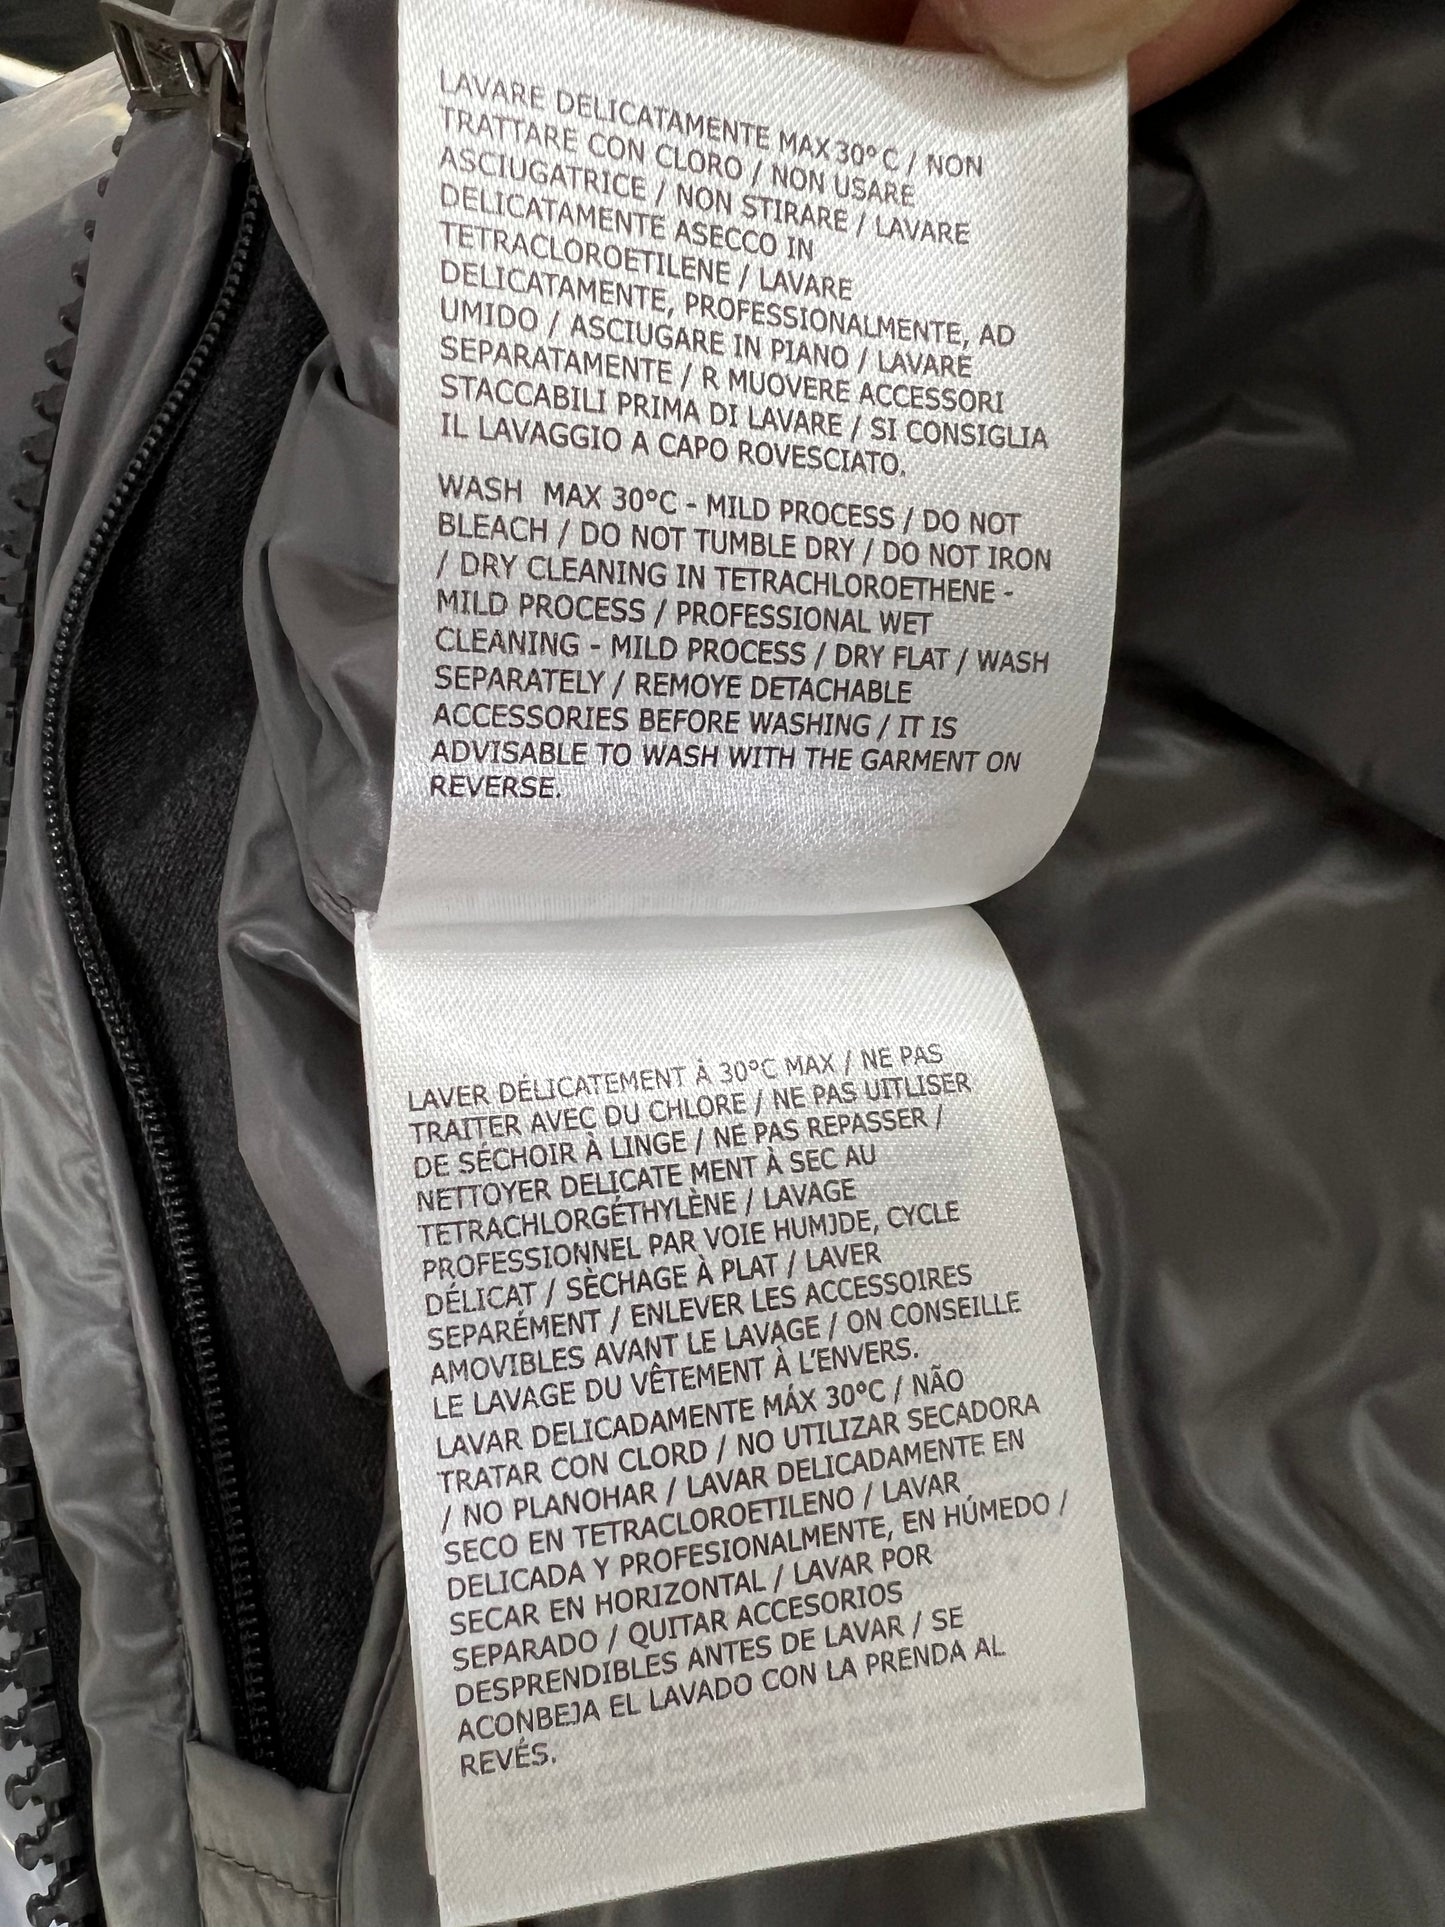 LAVARE DELICATAMENTE MAX 30°C / NON
TRATTARE CON CLORO / NON USARE
ASCIUGATRICE / NON STIRARE / LAVARE
DELICATAMENTE ASECCO IN
TETRACLOROETILENE / LAVARE
DELICATAMENTE, PROFESSIONALMENTE, AD
UMIDO / ASCIUGARE IN PIANO / LAVARE
SEPARATAMENTE / R MUOVERE ACCESSORI
STACCABILI PRIMA DI LAVARE / SI CONSIGLIA
IL LAVAGGIO A CAPO ROVESCIATO.
WASH MAX 30°C - MILD PROCESS / DO NOT
BLEACH / DO NOT TUMBLE DRY / DO NOT IRON
/ DRY CLEANING IN TETRACHLOROETHENE -
MILD PROCESS / PROFESSIONAL WET
CLEANING - MILD PROCESS / DRY FLAT / WASH
SEPARATELY / REMOYE DETACHABLE
ACCESSORIES BEFORE WASHING / IT IS
ADVISABLE TO WASH WITH THE GARMENT ON
REVERSE.
LAVER DÉLICATEMENT À 30°C MAX / NE PAS
TRAITER AVEC DU CHLORE / NE PAS UITLISER
DE SÉCHOIR À LINGE / NE PAS REPASSER /
NETTOYER DELICATE MENT À SEC AU
TETRACHLORGÉTHYLÈNE / LAVAGE
PROFESSIONNEL PAR VOIE HUMJDE, CYCLE
DÉLICAT / SÈCHAGE À PLAT / LAVER
SEPARÉMENT / ENLEVER LES ACCESSOIRES
AMOVIBLES AVANT LE LAVAGE / ON CONSEILLE
LE LAVAGE DU VÊTEMENT À L'ENVERS.
LAVAR DELICADAMENTE MÁX 30°C / NÃO
TRATAR CON CLORD / NO UTILIZAR SECADORA
/ NO PLANOHAR / LAVAR DELICADAMENTE EN
SECO EN TETRACLOROETILENO / LAVAR
DELICADA Y PROFESIONALMENTE, EN HÚMEDO /
SECAR EN HORIZONTAL / LAVAR POR
SEPARADO / QUITAR ACCESORIOS
DESPRENDIBLES ANTES DE LAVAR / SE
ACONBEJA EL LAVADO CON LA PRENDA AL
REVÉS.